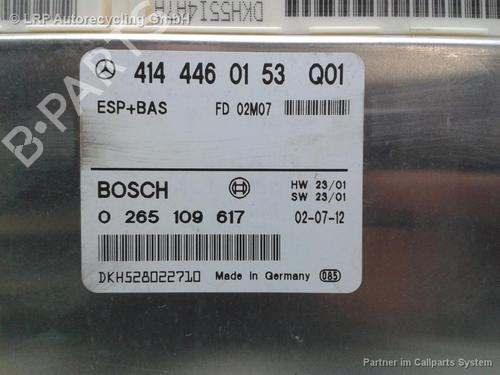 © LRP Autorecycling GmbH
DKH5514H7H
B-PARTS
414 446 01 53 Q01
ESP+BAS FD 02M07
BOSCH HW 23/01
SW 23/01
0 265 109 617 02-07-12
DKH528022710 Made in Germany 085
Partner im Callparts System